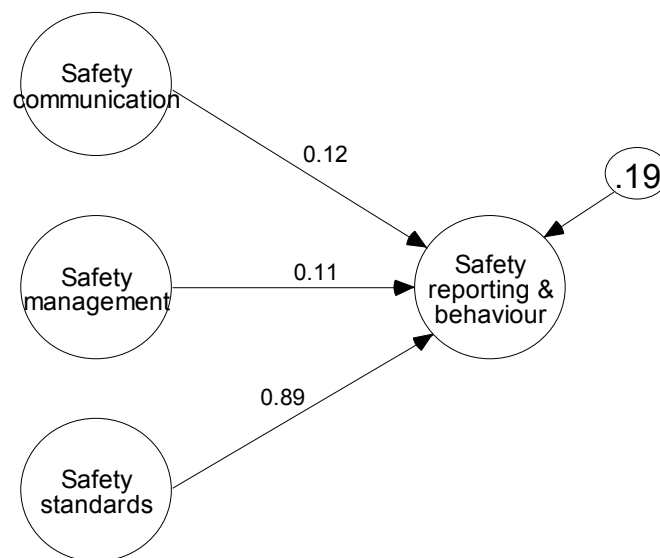 Safety
communication
0.12
.19
Safety
management
0.11
Safety
reporting &
behaviour
0.89
Safety
standards